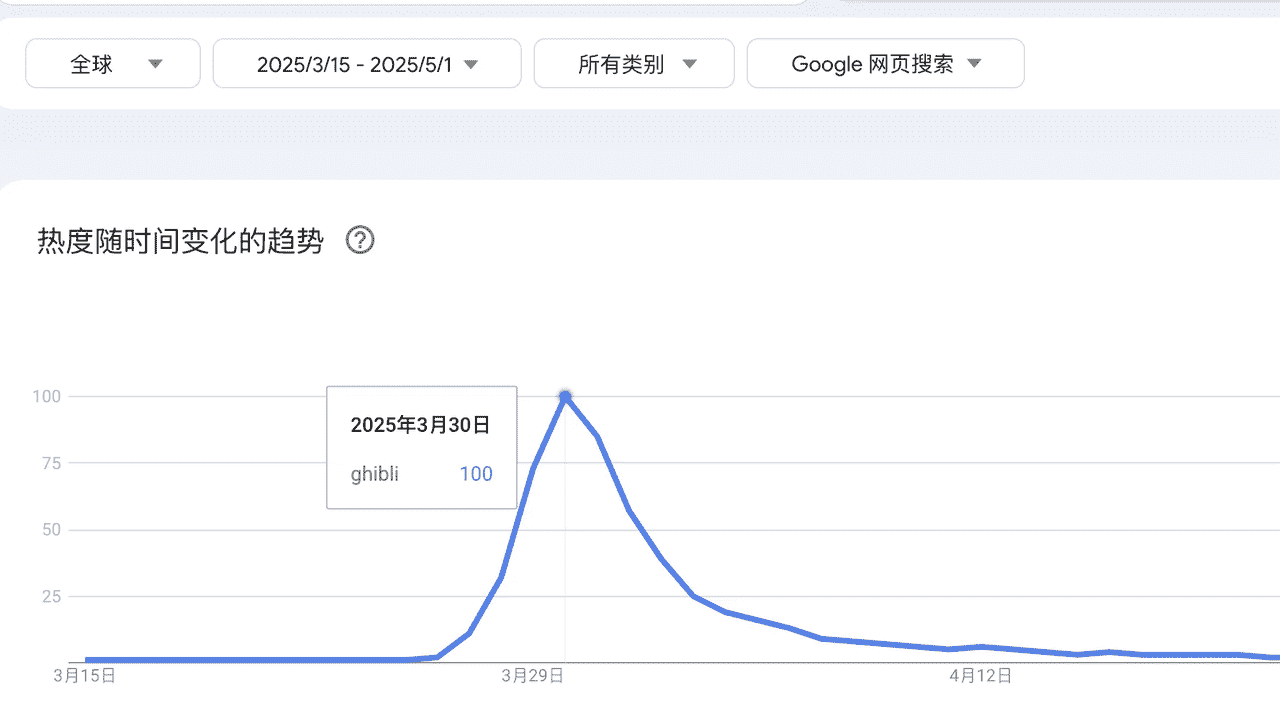 全球
2025/3/15 - 2025/5/1
所有类别
Google 网页搜索
热度随时间变化的趋势 ?
100
75
50
25
2025年3月30日
ghibli 100
3月15日
3月29日
4月12日